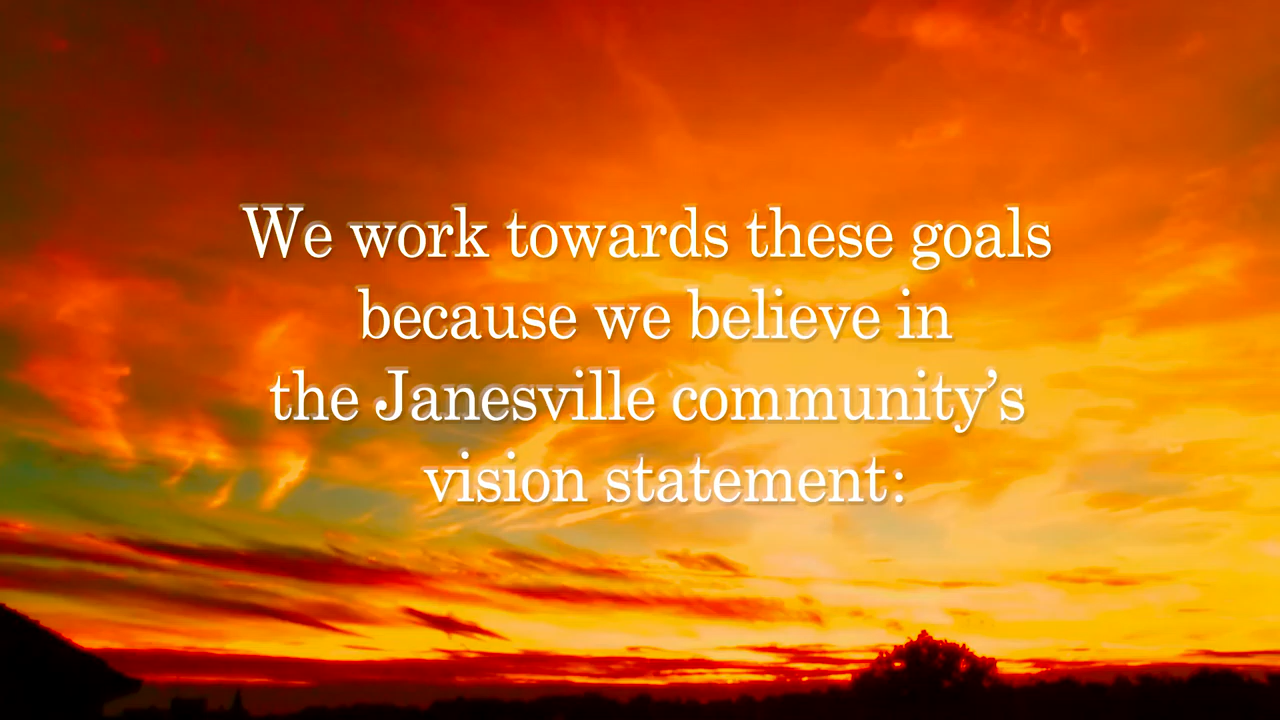 We work towards these goals
because we believe in
the Janesville community’s
vision statement: